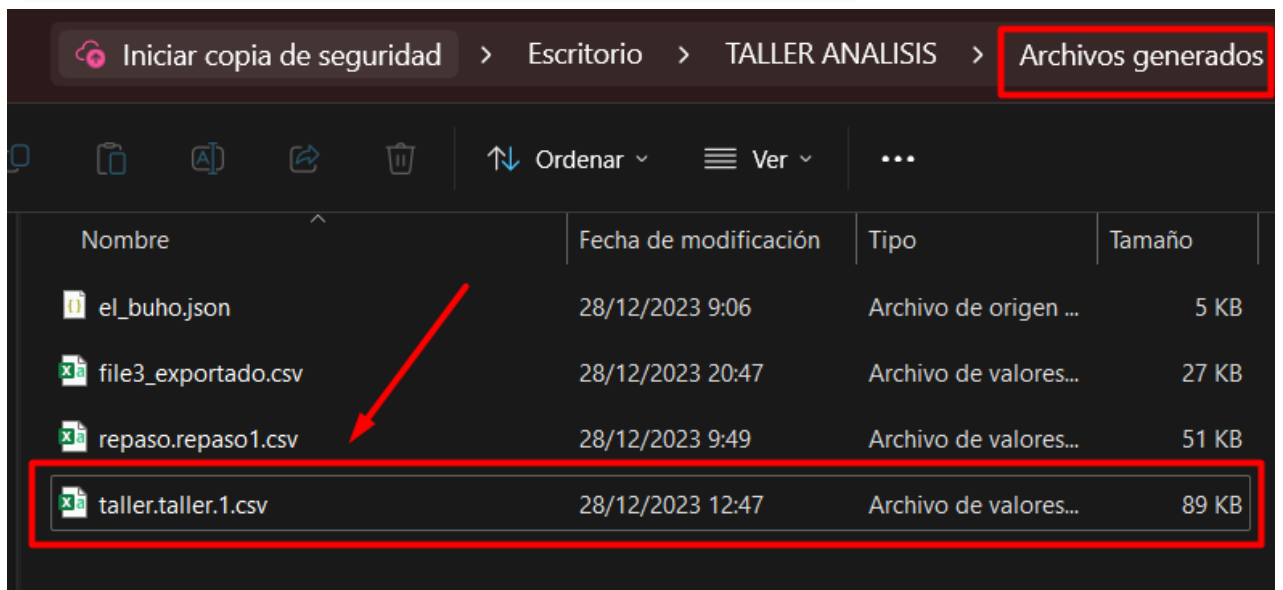 Iniciar copia de seguridad > Escritorio > TALLER ANALISIS > Archivos generados
Ordenar Ver ...
Nombre Fecha de modificación Tipo Tamaño
el_buho.json 28/12/2023 9:06 Archivo de origen ... 5 KB
file3_exportado.csv 28/12/2023 20:47 Archivo de valores... 27 KB
repaso.repaso1.csv 28/12/2023 9:49 Archivo de valores... 51 KB
taller.taller.1.csv 28/12/2023 12:47 Archivo de valores... 89 KB